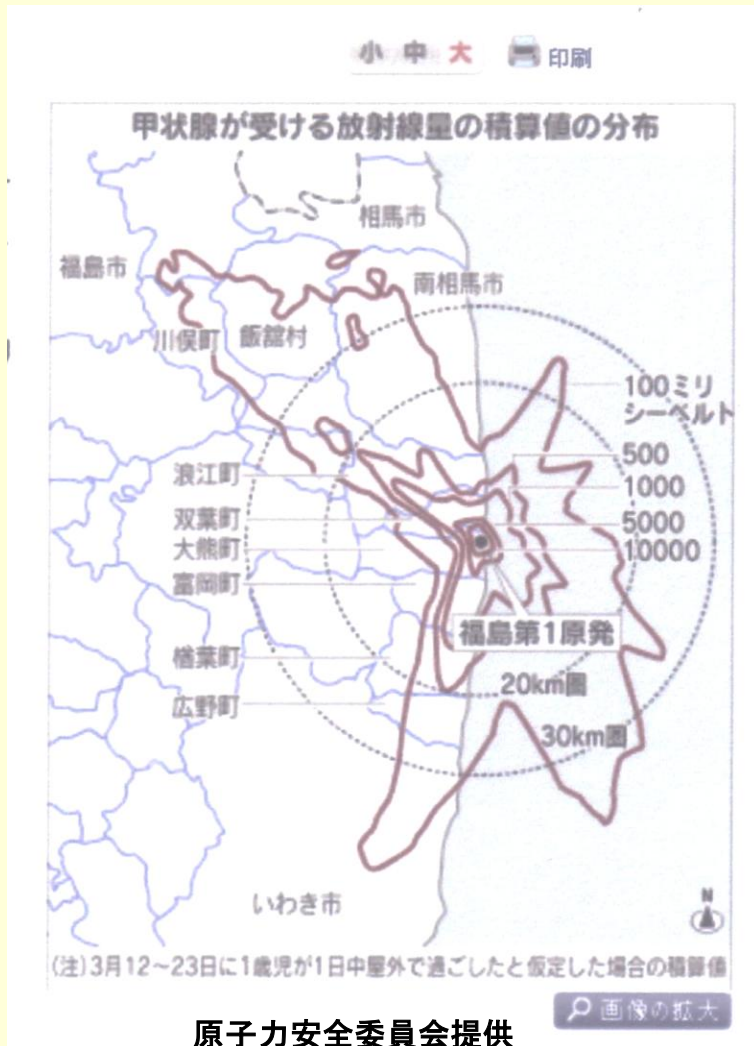 小 中 大 印刷
甲状腺が受ける放射線量の積算値の分布
相馬市
福島市
南相馬市
川俣町
飯舘村
100ミリ
シーベルト
500
1000
5000
10000
浪江町
双葉町
大熊町
富岡町
福島第1原発
楢葉町
20km圏
広野町
30km圏
いわき市
N
(注)3月12〜23日に1歳児が1日中屋外で過ごしたと仮定した場合の積算値
画像の拡大
原子力安全委員会提供